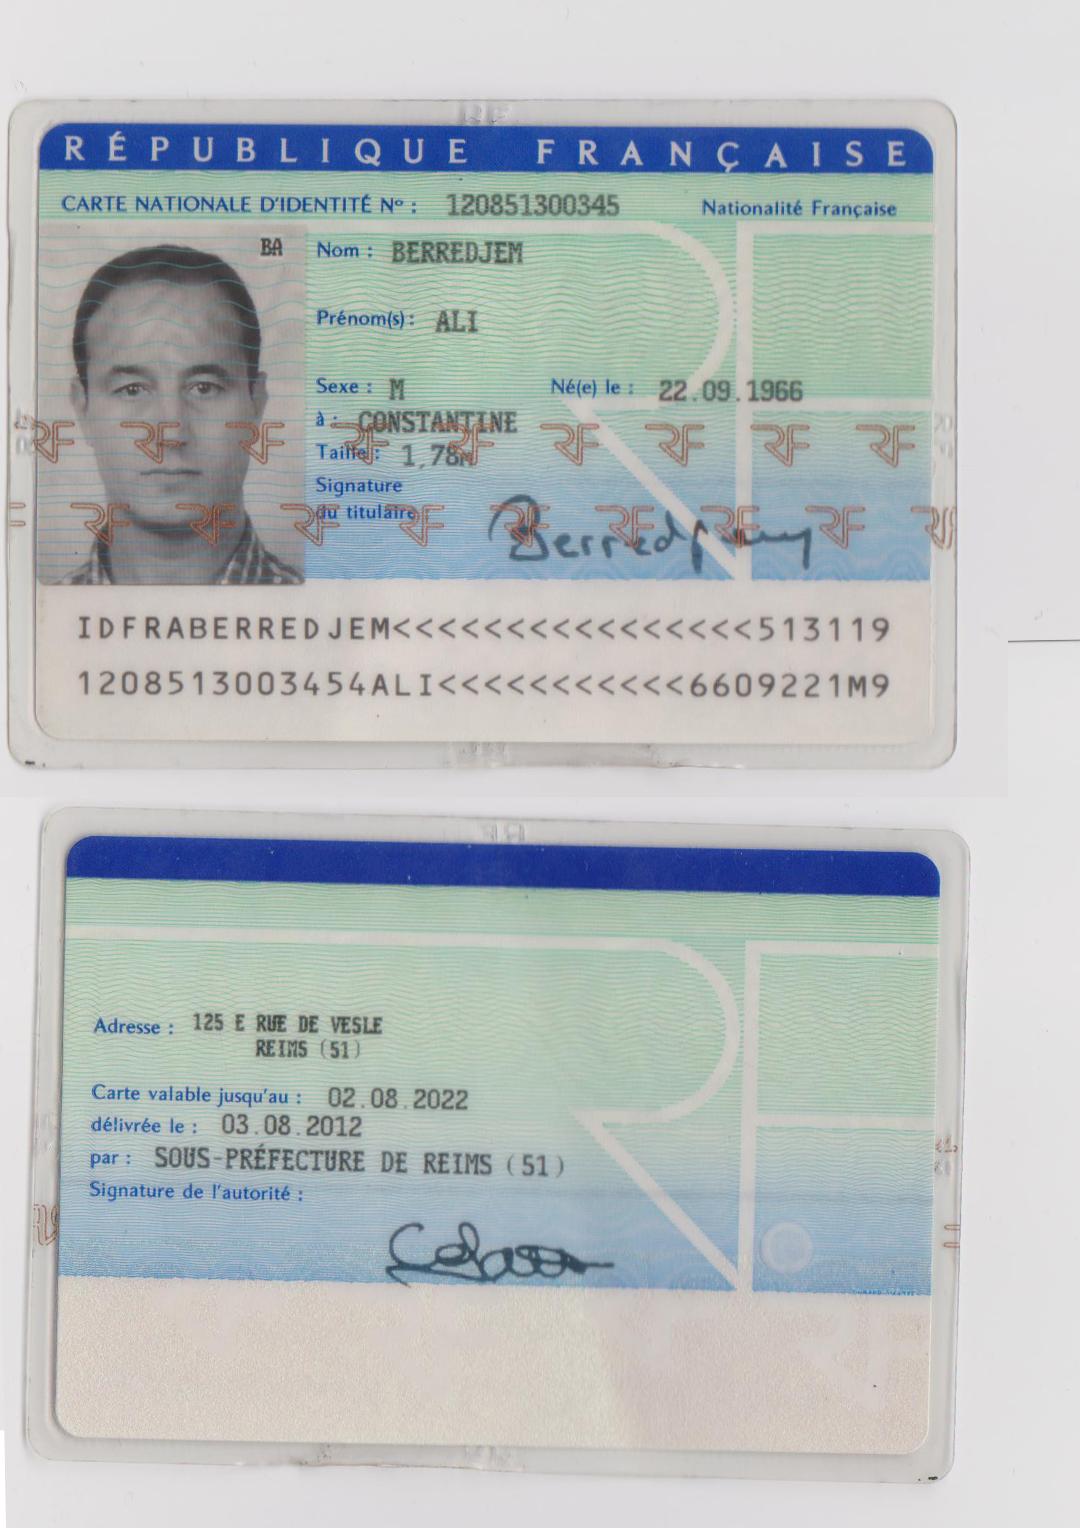 RÉPUBLIQUE FRANÇAISE
CARTE NATIONALE D'IDENTITÉ Nº : 120851300345 Nationalité Française
BA
Nom : BERREDJEM
Prénom(s) : ALI
Sexe : M Né(e) le : 22.09.1966
à : CONSTANTINE
Taille : 1,78M
Signature
du titulaire
Berredjem
IDFRABERREDJEM<<<<<<<<<<<<<<<<<513119
1208513003454ALI<<<<<<<<<<<6609221M9
Adresse : 125 E RUE DE VESLE
REIMS (51)
Carte valable jusqu'au : 02.08.2022
délivrée le : 03.08.2012
par : SOUS-PRÉFECTURE DE REIMS (51)
Signature de l'autorité :